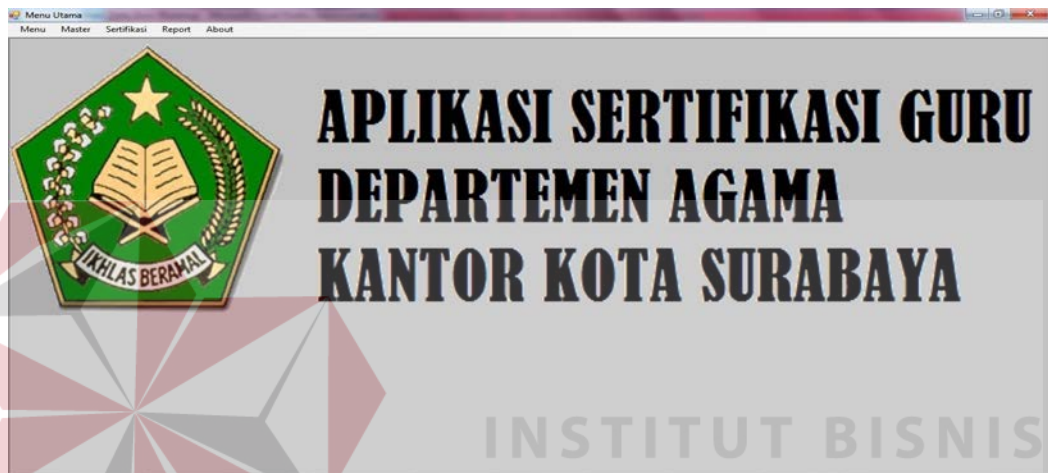 Menu Utama
Menu Master Sertifikasi Report About
APLIKASI SERTIFIKASI GURU
DEPARTEMEN AGAMA
KANTOR KOTA SURABAYA
IKHLAS BERAMAL
INSTITUT BISNIS